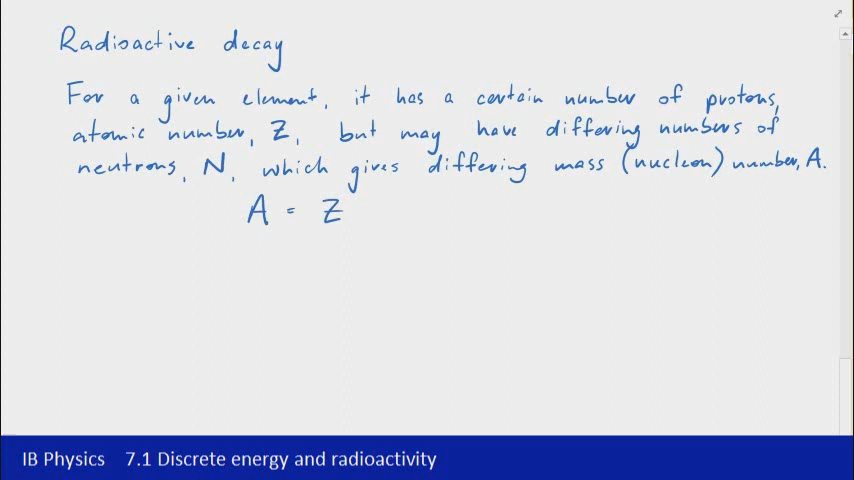 Radioactive decay
For a given element, it has a certain number of protons,
atomic number, Z, but may have differing numbers of
neutrons, N, which gives differing mass (nucleon) number, A.
A = Z
IB Physics 7.1 Discrete energy and radioactivity